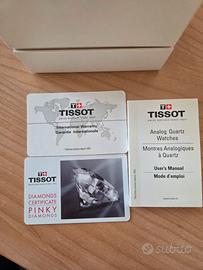 TISSOT
TISSOT
International Warranty
Garantie Internationale
TISSOT
DIAMONDS
CERTIFICATE
PINKY
DIAMONDS
TISSOT
Analog Quartz
Watches
Montres Analogiques
à Quartz
User's Manual
Mode d'emploi
subito